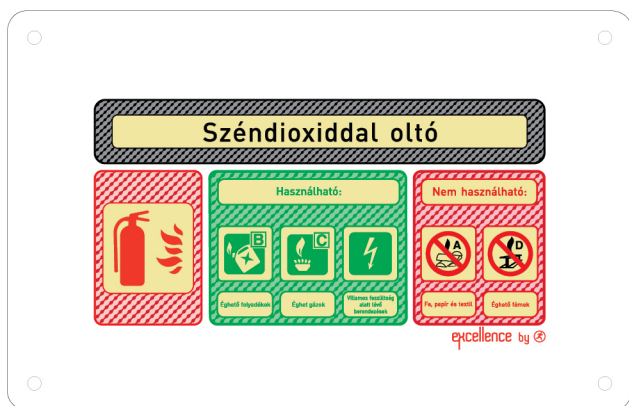 Széndioxiddal oltó
Használható:
Nem használható:
B
C
A
D
Éghető folyadékok
Éghet gázok
Villamos feszültség
alatt lévő
berendezések
Fa, papír és textil
Éghető fémek
excellence by